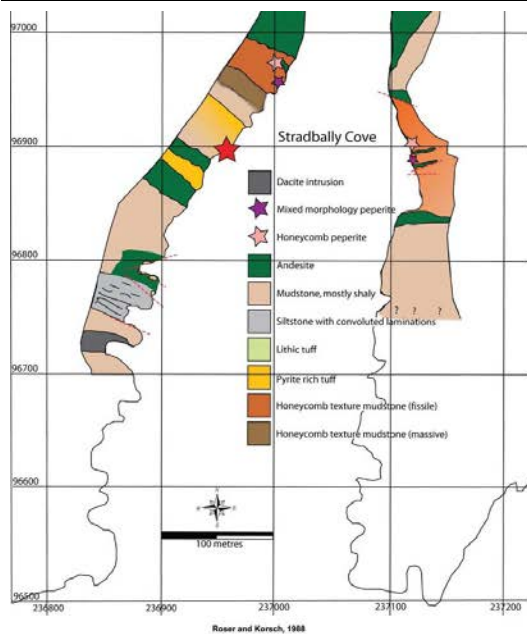 97000
96900
96800
96700
96600
96500
Stradbally Cove
Dacite intrusion
Mixed morphology peperite
Honeycomb peperite
Andesite
Mudstone, mostly shaly
Siltstone with convoluted laminations
Lithic tuff
Pyrite rich tuff
Honeycomb texture mudstone (fissile)
Honeycomb texture mudstone (massive)
? ? ?
100 metres
236800 236900 237000 237100 237200
Roser and Korsch, 1988